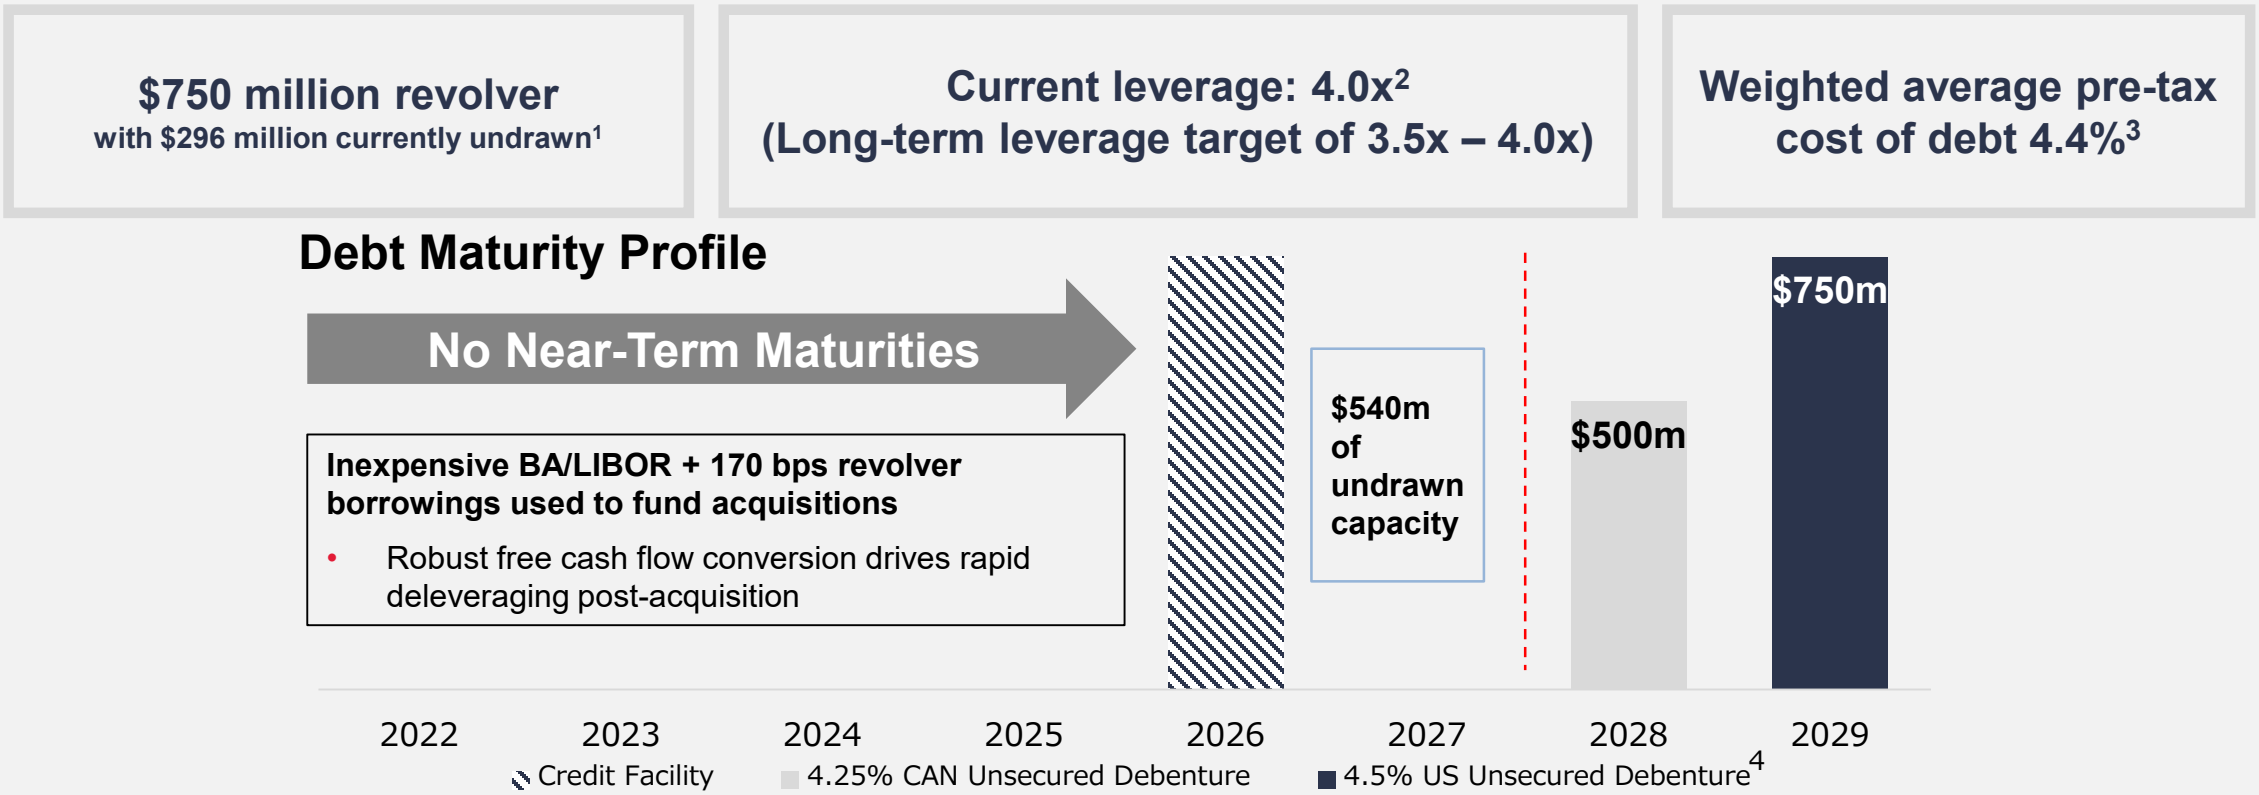 $750 million revolver
with $296 million currently undrawn¹
Current leverage: 4.0x²
(Long-term leverage target of 3.5x – 4.0x)
Weighted average pre-tax
cost of debt 4.4%³
Debt Maturity Profile
No Near-Term Maturities
Inexpensive BA/LIBOR + 170 bps revolver
borrowings used to fund acquisitions
• Robust free cash flow conversion drives rapid
deleveraging post-acquisition
$540m
of
undrawn
capacity
$500m
$750m
2022 2023 2024 2025 2026 2027 2028 2029
Credit Facility 4.25% CAN Unsecured Debenture 4.5% US Unsecured Debenture⁴